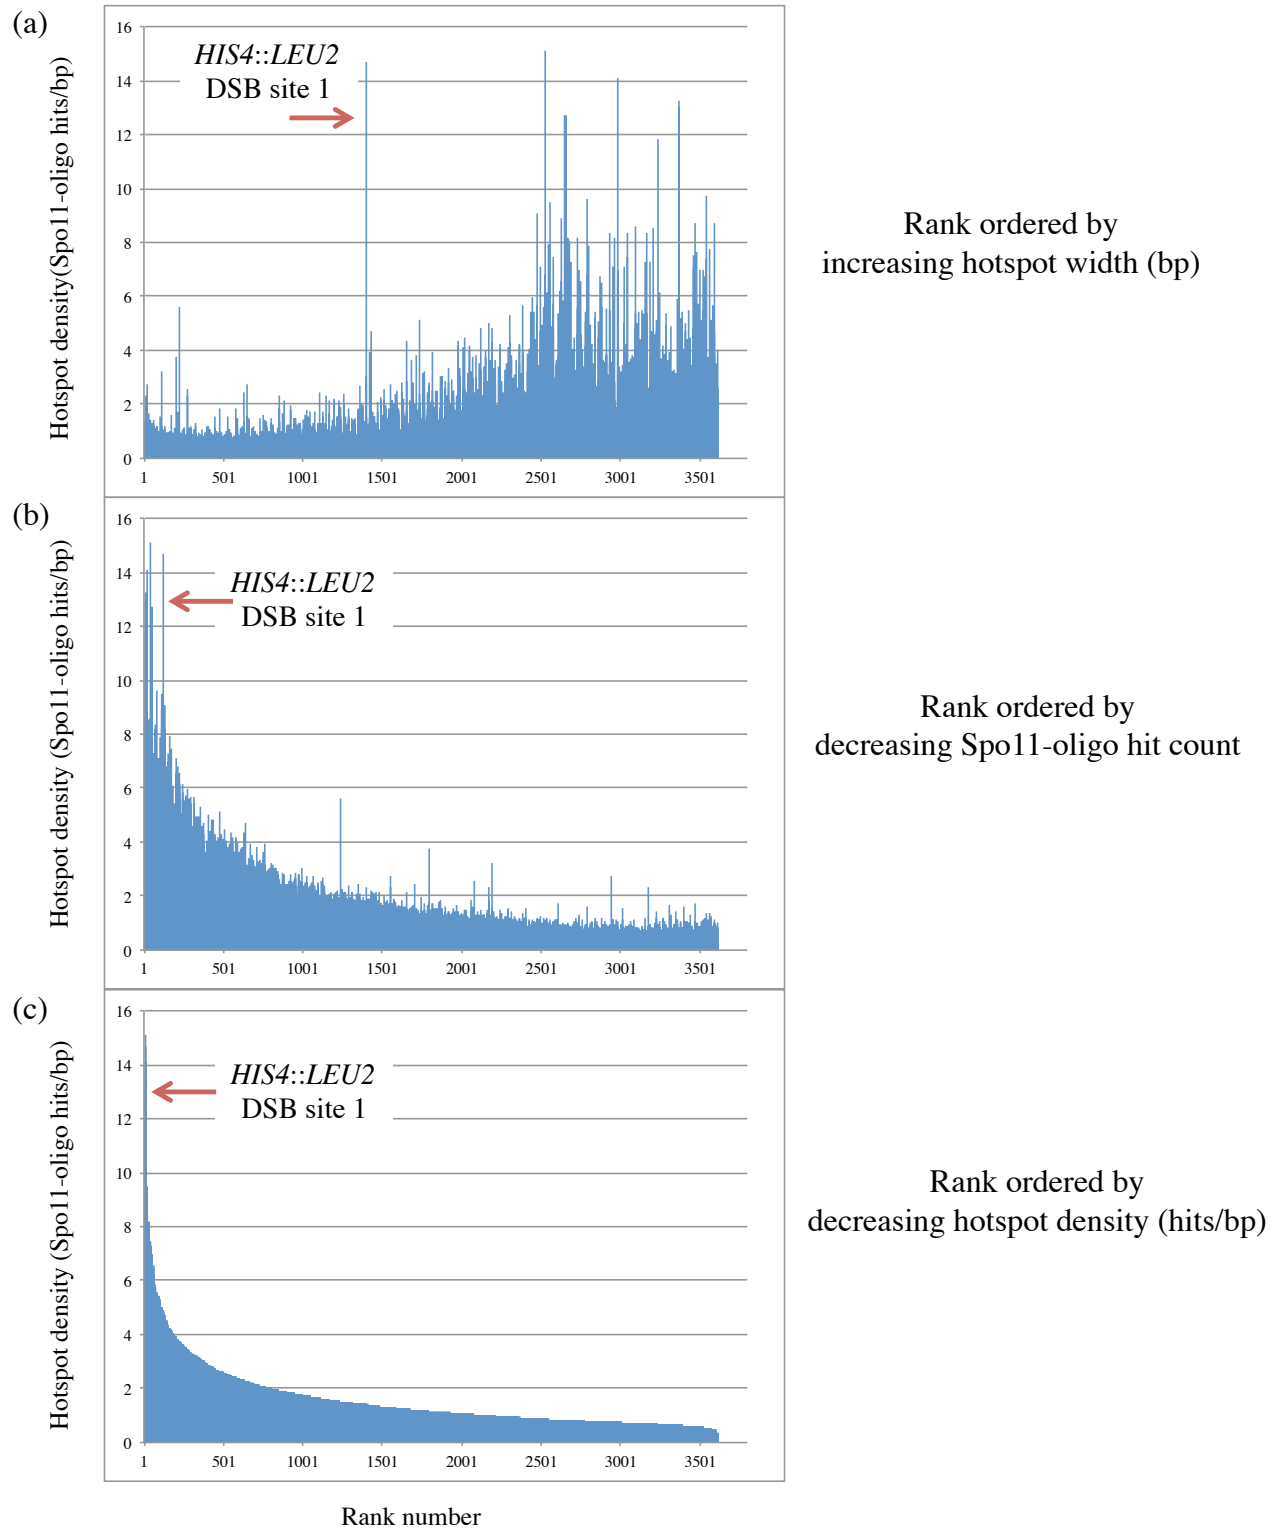 (a)
Hotspot density(Spo11-oligo hits/bp)
16
14
12
10
8
6
4
2
0
HIS4::LEU2
DSB site 1
1 501 1001 1501 2001 2501 3001 3501
Rank ordered by
increasing hotspot width (bp)
(b)
Hotspot density (Spo11-oligo hits/bp)
16
14
12
10
8
6
4
2
0
HIS4::LEU2
DSB site 1
1 501 1001 1501 2001 2501 3001 3501
Rank ordered by
decreasing Spo11-oligo hit count
(c)
Hotspot density (Spo11-oligo hits/bp)
16
14
12
10
8
6
4
2
0
HIS4::LEU2
DSB site 1
1 501 1001 1501 2001 2501 3001 3501
Rank ordered by
decreasing hotspot density (hits/bp)
Rank number